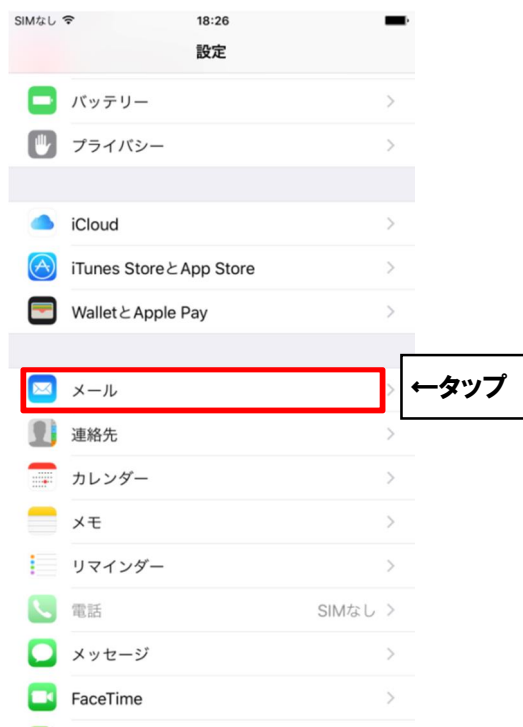 SIMなし 18:26
設定
バッテリー
プライバシー
iCloud
iTunes StoreとApp Store
WalletとApple Pay
メール
←タップ
連絡先
カレンダー
メモ
リマインダー
電話 SIMなし
メッセージ
FaceTime